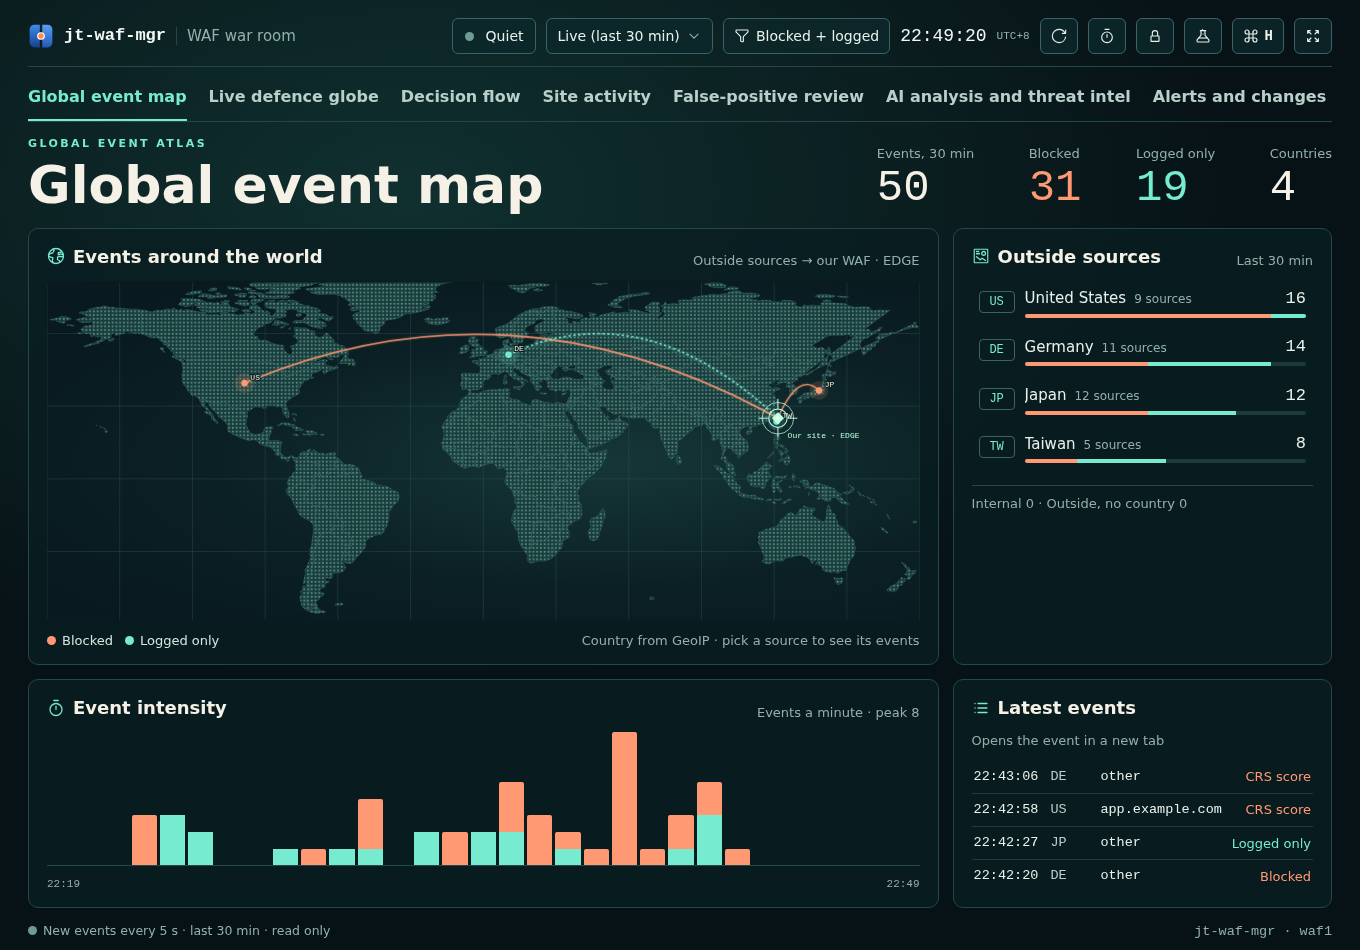 jt-waf-mgr WAF war room Quiet Live (last 30 min) Blocked + logged 22:49:20 UTC+8 ⌘ H
Global event map Live defence globe Decision flow Site activity False-positive review AI analysis and threat intel Alerts and changes
GLOBAL EVENT ATLAS
Global event map
Events, 30 min Blocked Logged only Countries
50 31 19 4
Events around the world
Outside sources → our WAF · EDGE
US
DE
JP
TW
Our site · EDGE
Blocked Logged only
Country from GeoIP · pick a source to see its events
Outside sources Last 30 min
US United States 9 sources 16
DE Germany 11 sources 14
JP Japan 12 sources 12
TW Taiwan 5 sources 8
Internal 0 · Outside, no country 0
Event intensity
Events a minute · peak 8
22:19 22:49
Latest events
Opens the event in a new tab
22:43:06 DE other CRS score
22:42:58 US app.example.com CRS score
22:42:27 JP other Logged only
22:42:20 DE other Blocked
New events every 5 s · last 30 min · read only
jt-waf-mgr · waf1